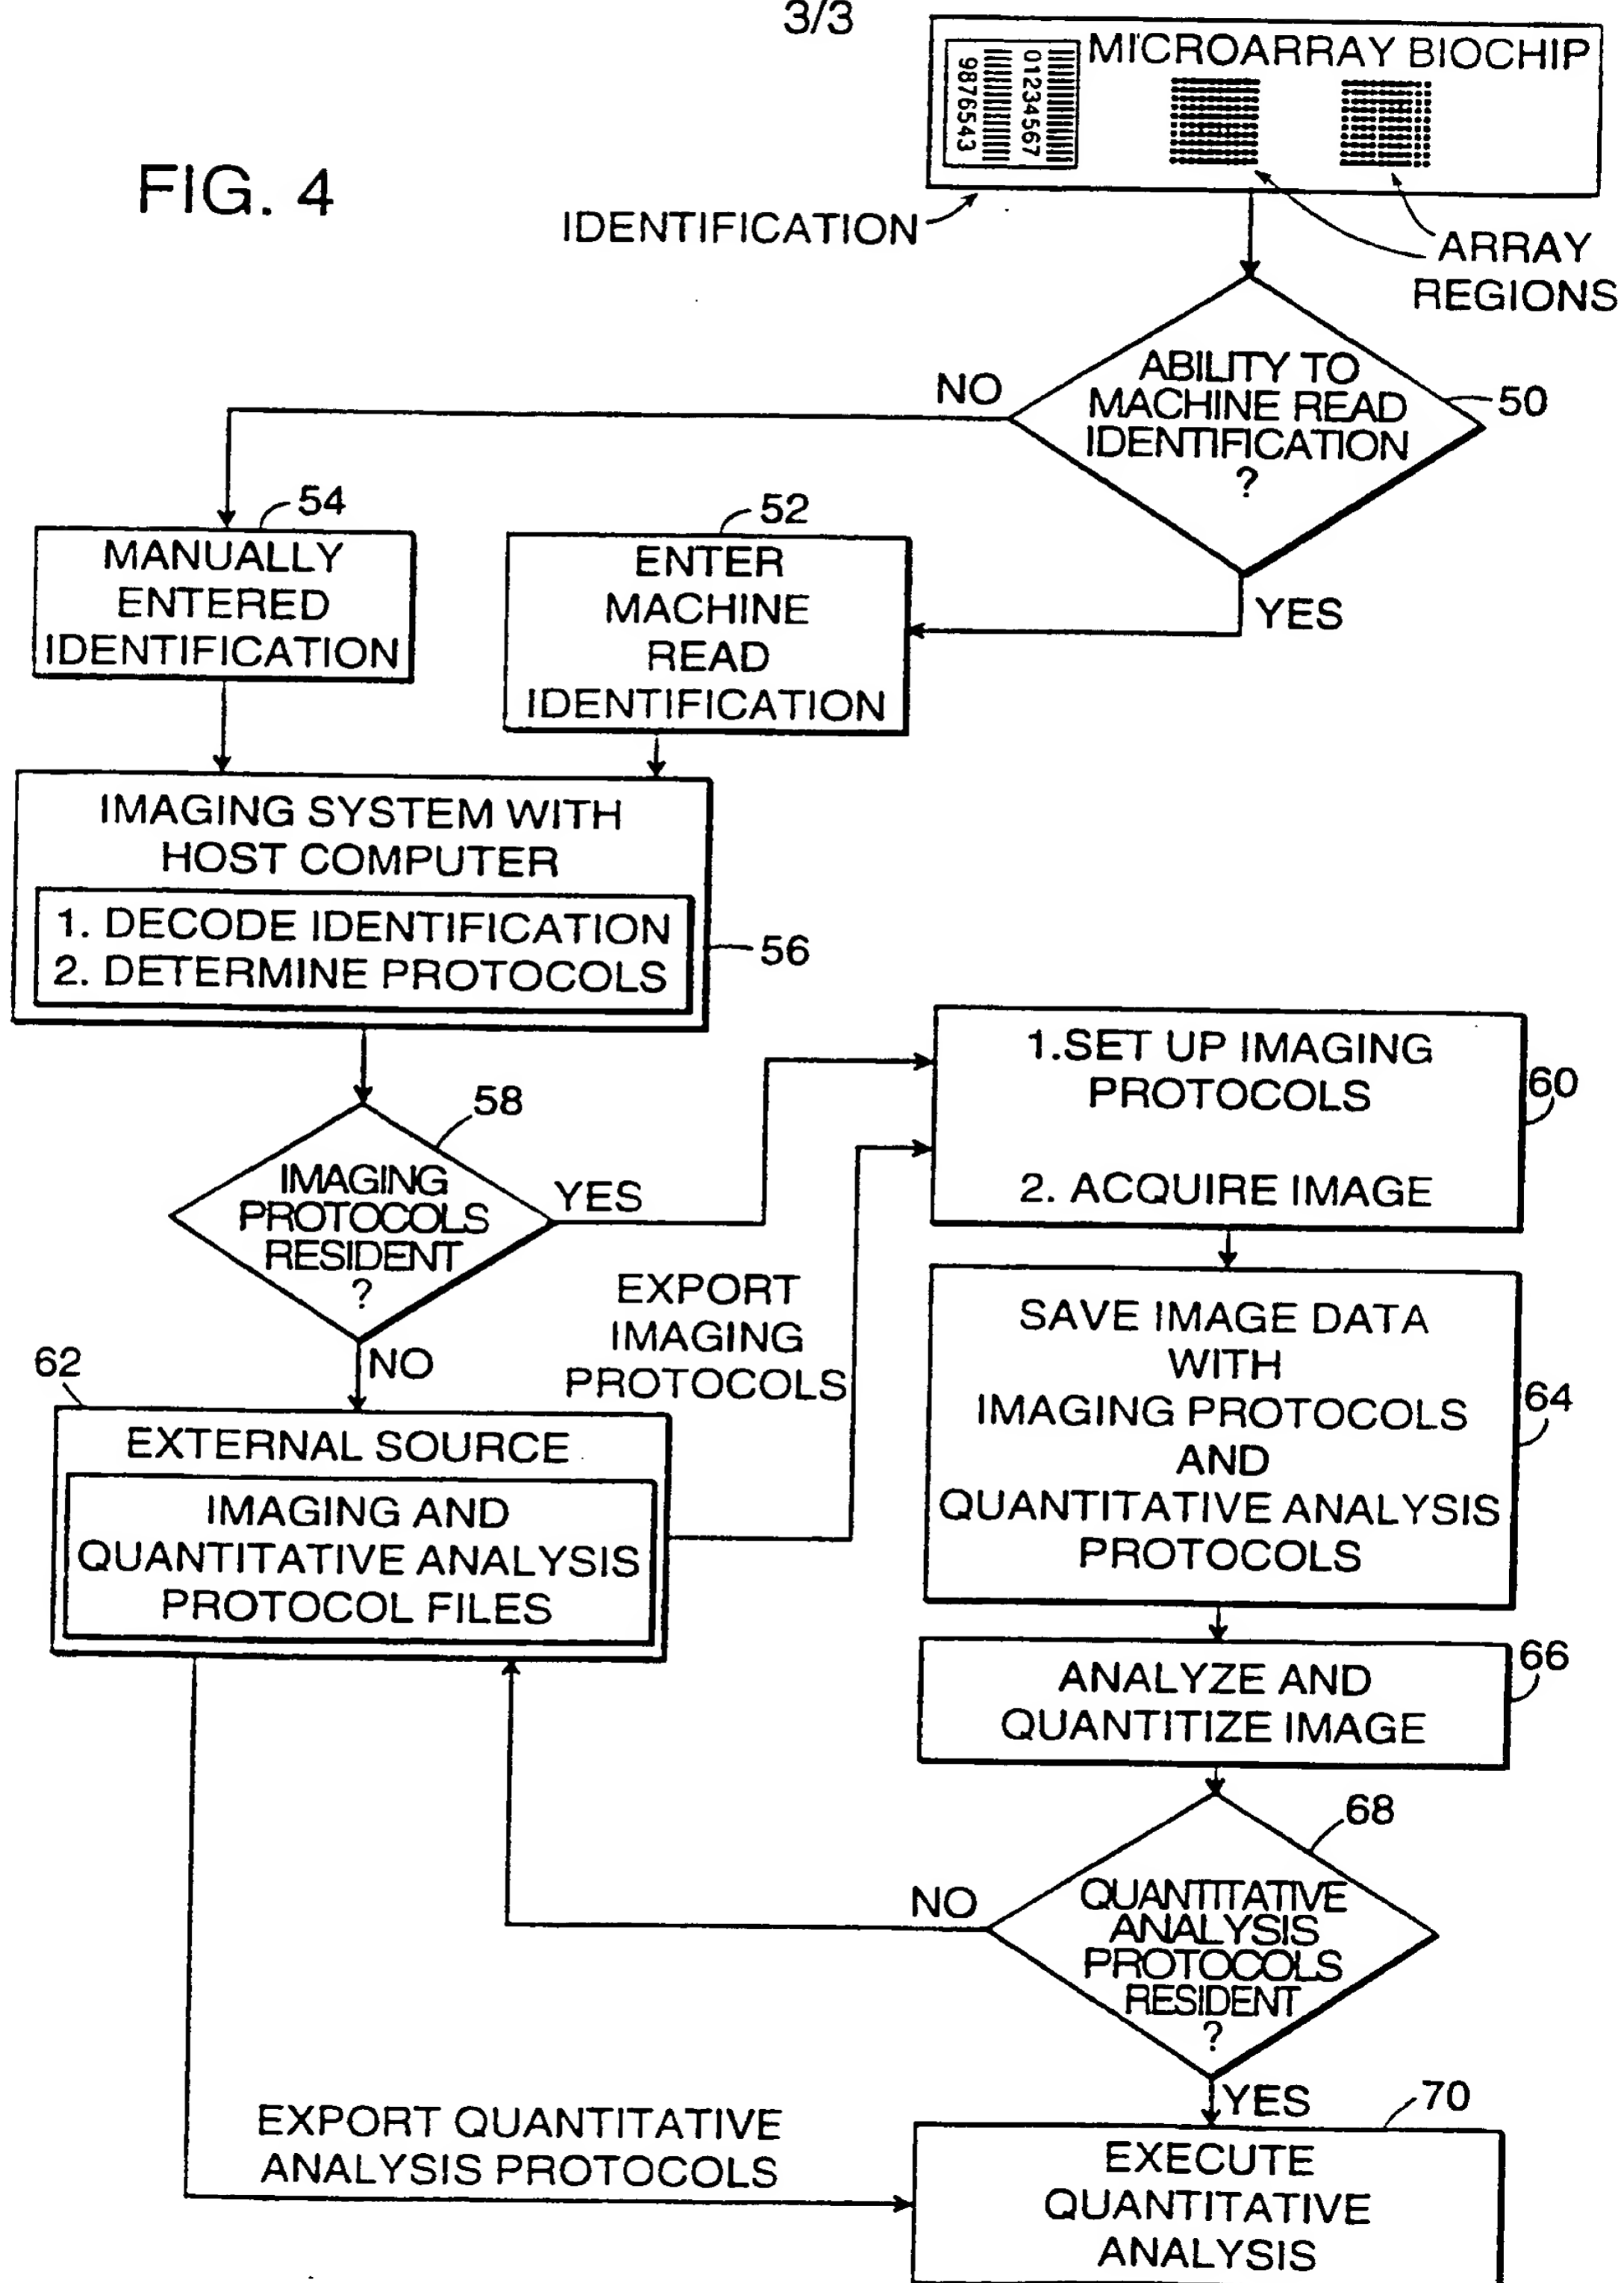 3/3
FIG. 4
MICROARRAY BIOCHIP
01234567
9876543
IDENTIFICATION
ARRAY
REGIONS
ABILITY TO
MACHINE READ
IDENTIFICATION
?
50
NO
YES
54
MANUALLY
ENTERED
IDENTIFICATION
52
ENTER
MACHINE
READ
IDENTIFICATION
IMAGING SYSTEM WITH
HOST COMPUTER
1. DECODE IDENTIFICATION
2. DETERMINE PROTOCOLS
56
58
IMAGING
PROTOCOLS
RESIDENT
?
YES
NO
1.SET UP IMAGING
PROTOCOLS
2. ACQUIRE IMAGE
60
EXPORT
IMAGING
PROTOCOLS
62
EXTERNAL SOURCE
IMAGING AND
QUANTITATIVE ANALYSIS
PROTOCOL FILES
SAVE IMAGE DATA
WITH
IMAGING PROTOCOLS
AND
QUANTITATIVE ANALYSIS
PROTOCOLS
64
ANALYZE AND
QUANTITIZE IMAGE
66
68
QUANTITATIVE
ANALYSIS
PROTOCOLS
RESIDENT
?
NO
YES
EXPORT QUANTITATIVE
ANALYSIS PROTOCOLS
70
EXECUTE
QUANTITATIVE
ANALYSIS